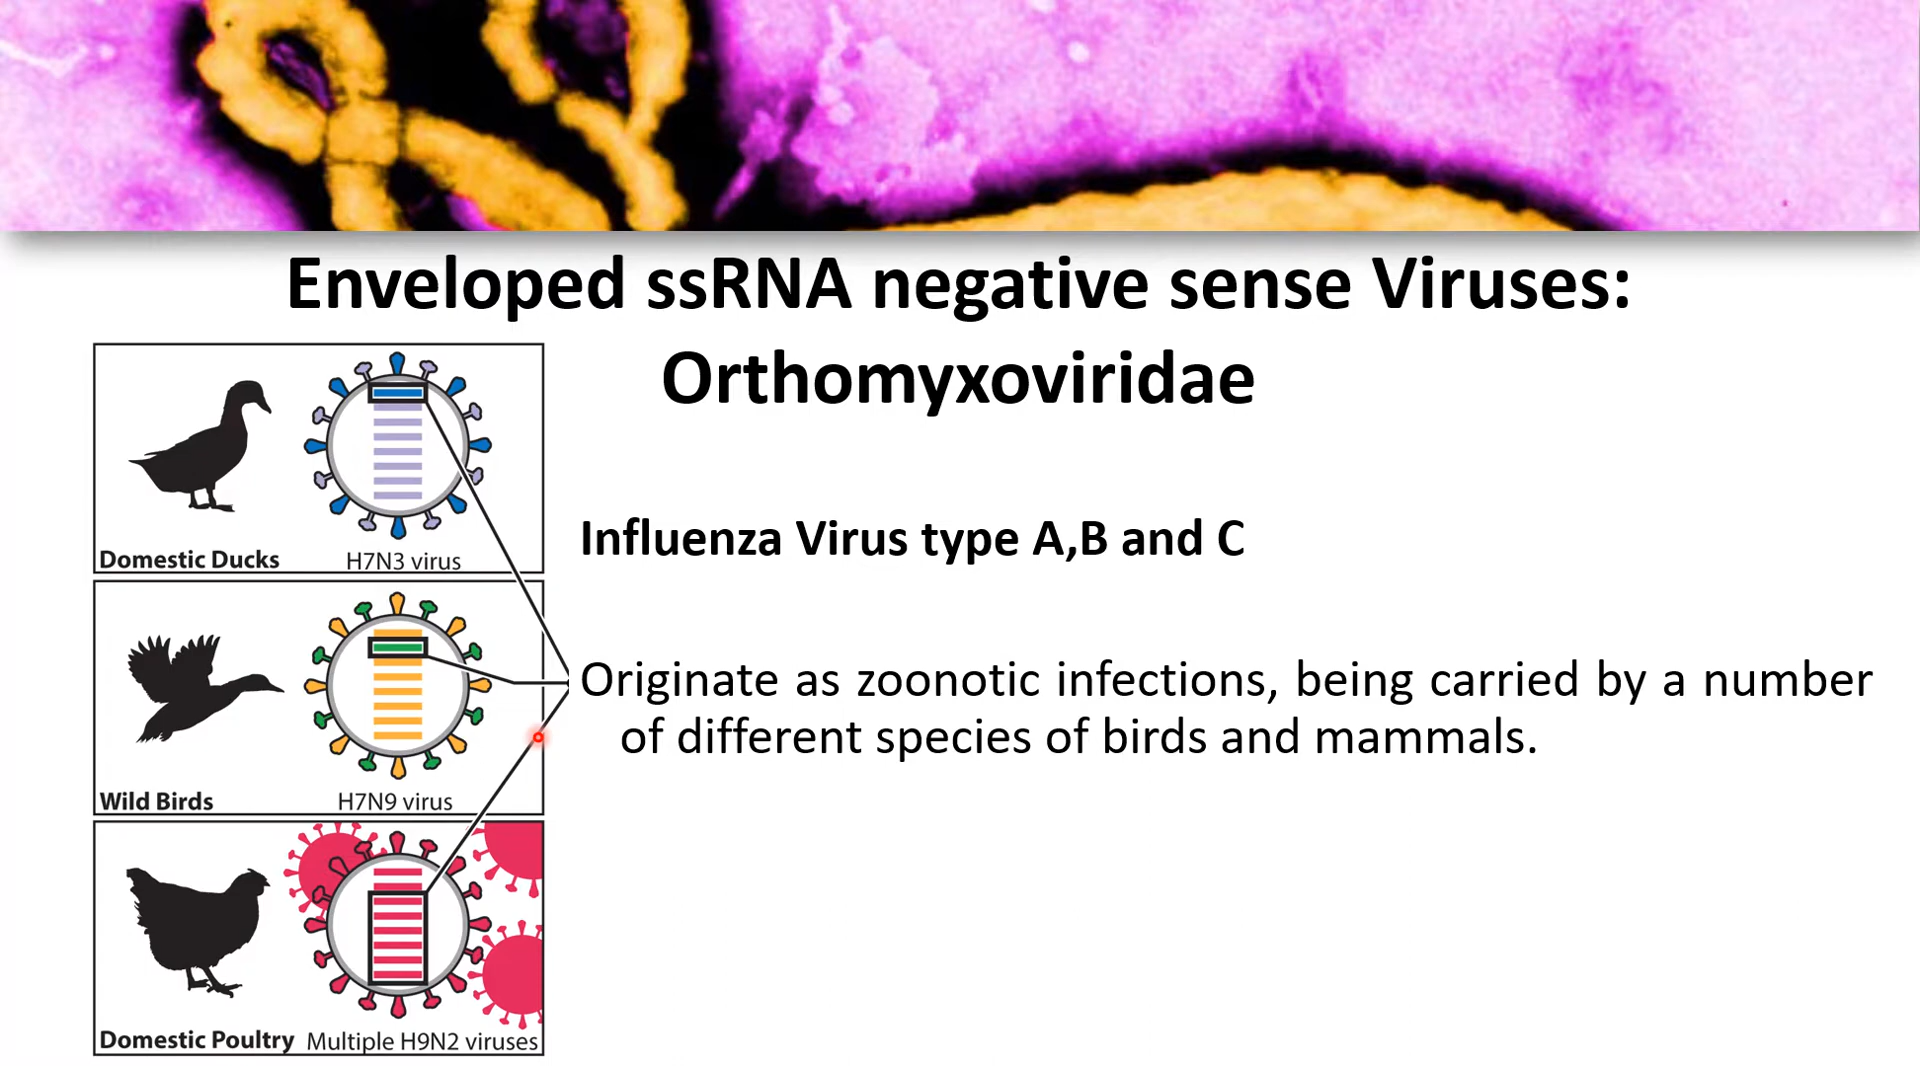 Enveloped ssRNA negative sense Viruses:
Orthomyxoviridae
Domestic Ducks
H7N3 virus
Wild Birds
H7N9 virus
Domestic Poultry
Multiple H9N2 viruses
Influenza Virus type A,B and C
Originate as zoonotic infections, being carried by a number
of different species of birds and mammals.